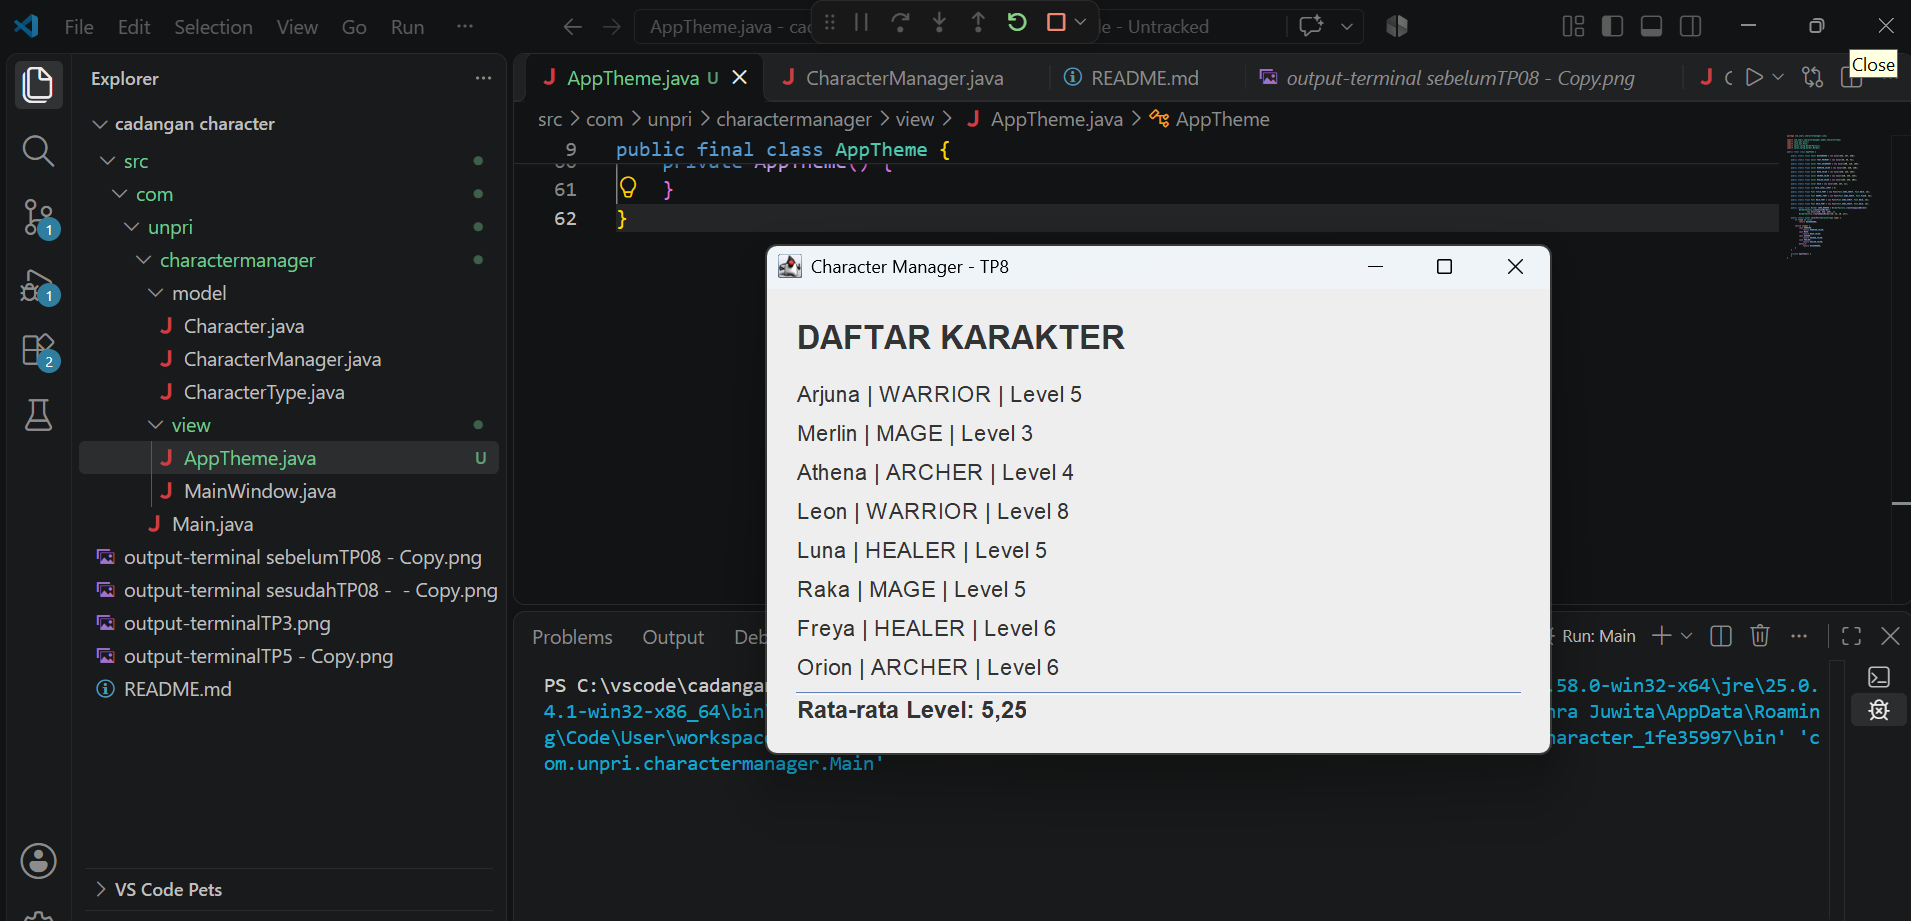 File Edit Selection View Go Run ···
AppTheme.java - ca
e - Untracked
Close
Explorer
cadangan character
src
com
unpri
charactermanager
model
J Character.java
J CharacterManager.java
J CharacterType.java
view
J AppTheme.java U
J MainWindow.java
J Main.java
output-terminal sebelumTP08 - Copy.png
output-terminal sesudahTP08 - - Copy.png
output-terminalTP3.png
output-terminalTP5 - Copy.png
README.md
VS Code Pets
1
1
2
J AppTheme.java U
J CharacterManager.java
README.md
output-terminal sebelumTP08 - Copy.png
J
src > com > unpri > charactermanager > view > J AppTheme.java > AppTheme
9 public final class AppTheme {
private AppTheme() {
61 }
62 }
Character Manager - TP8
DAFTAR KARAKTER
Arjuna | WARRIOR | Level 5
Merlin | MAGE | Level 3
Athena | ARCHER | Level 4
Leon | WARRIOR | Level 8
Luna | HEALER | Level 5
Raka | MAGE | Level 5
Freya | HEALER | Level 6
Orion | ARCHER | Level 6
Rata-rata Level: 5,25
Problems Output Deb
Run: Main
PS C:\vscode\cadanga .58.0-win32-x64\jre\25.0.
4.1-win32-x86_64\bin nra Juwita\AppData\Roamin
g\Code\User\workspac haracter_1fe35997\bin' 'c
om.unpri.charactermanager.Main'